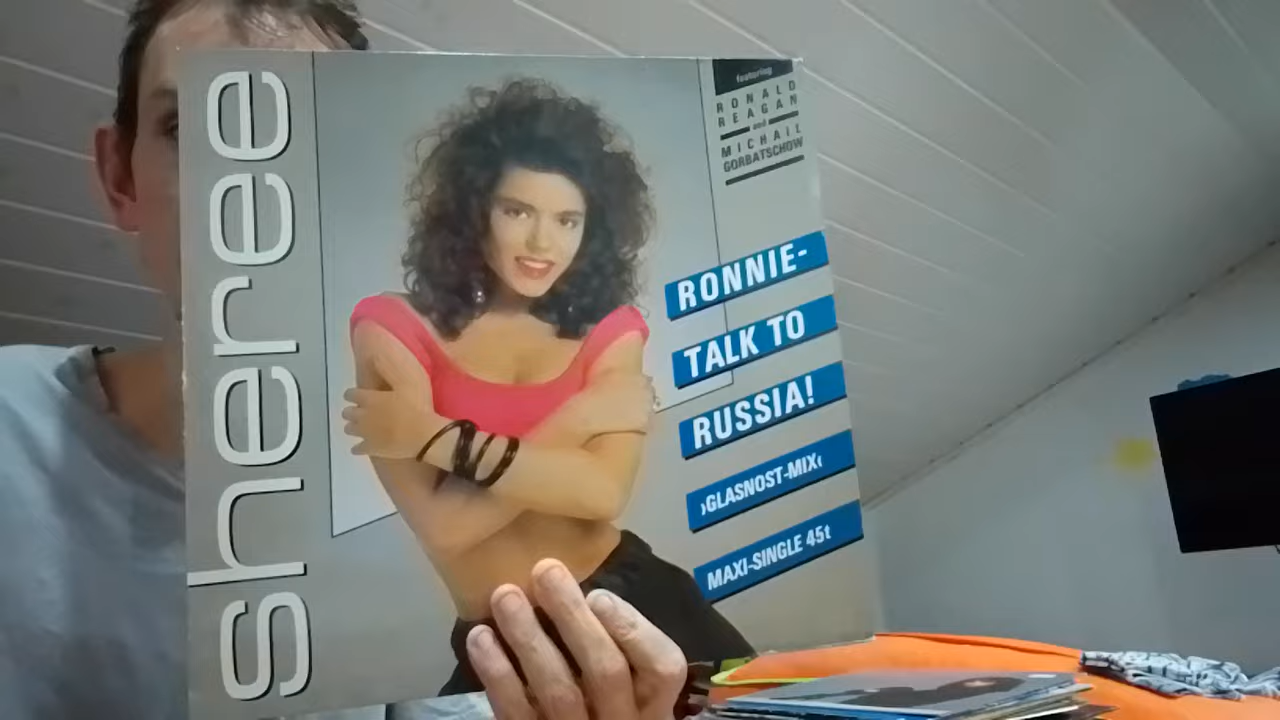 sheree
featuring
RONALD
REAGAN
and
MICHAIL
GORBATSCHOW
RONNIE-
TALK TO
RUSSIA!
›GLASNOST-MIX‹
MAXI-SINGLE 45t